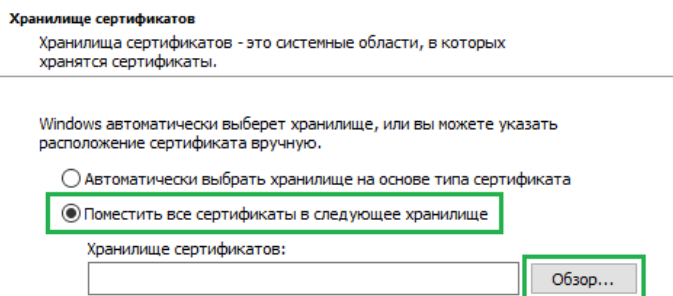 Хранилище сертификатов
Хранилища сертификатов - это системные области, в которых
хранятся сертификаты.
Windows автоматически выберет хранилище, или вы можете указать
расположение сертификата вручную.
Автоматически выбрать хранилище на основе типа сертификата
Поместить все сертификаты в следующее хранилище
Хранилище сертификатов:
Обзор...